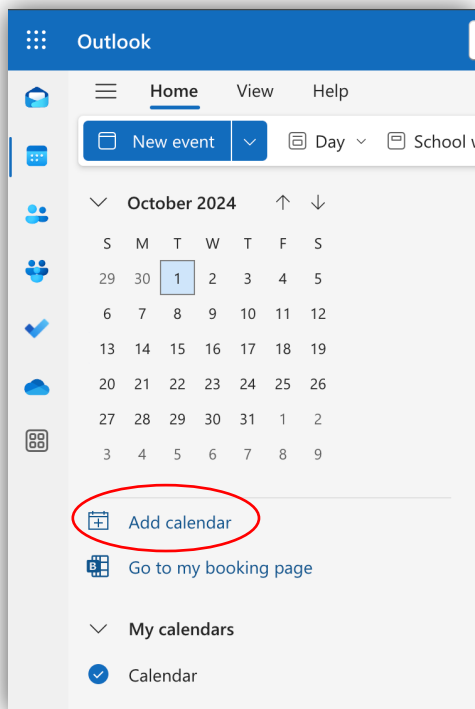 Outlook
Home View Help
New event Day School
October 2024
S M T W T F S
29 30 1 2 3 4 5
6 7 8 9 10 11 12
13 14 15 16 17 18 19
20 21 22 23 24 25 26
27 28 29 30 31 1 2
3 4 5 6 7 8 9
Add calendar
B Go to my booking page
My calendars
Calendar